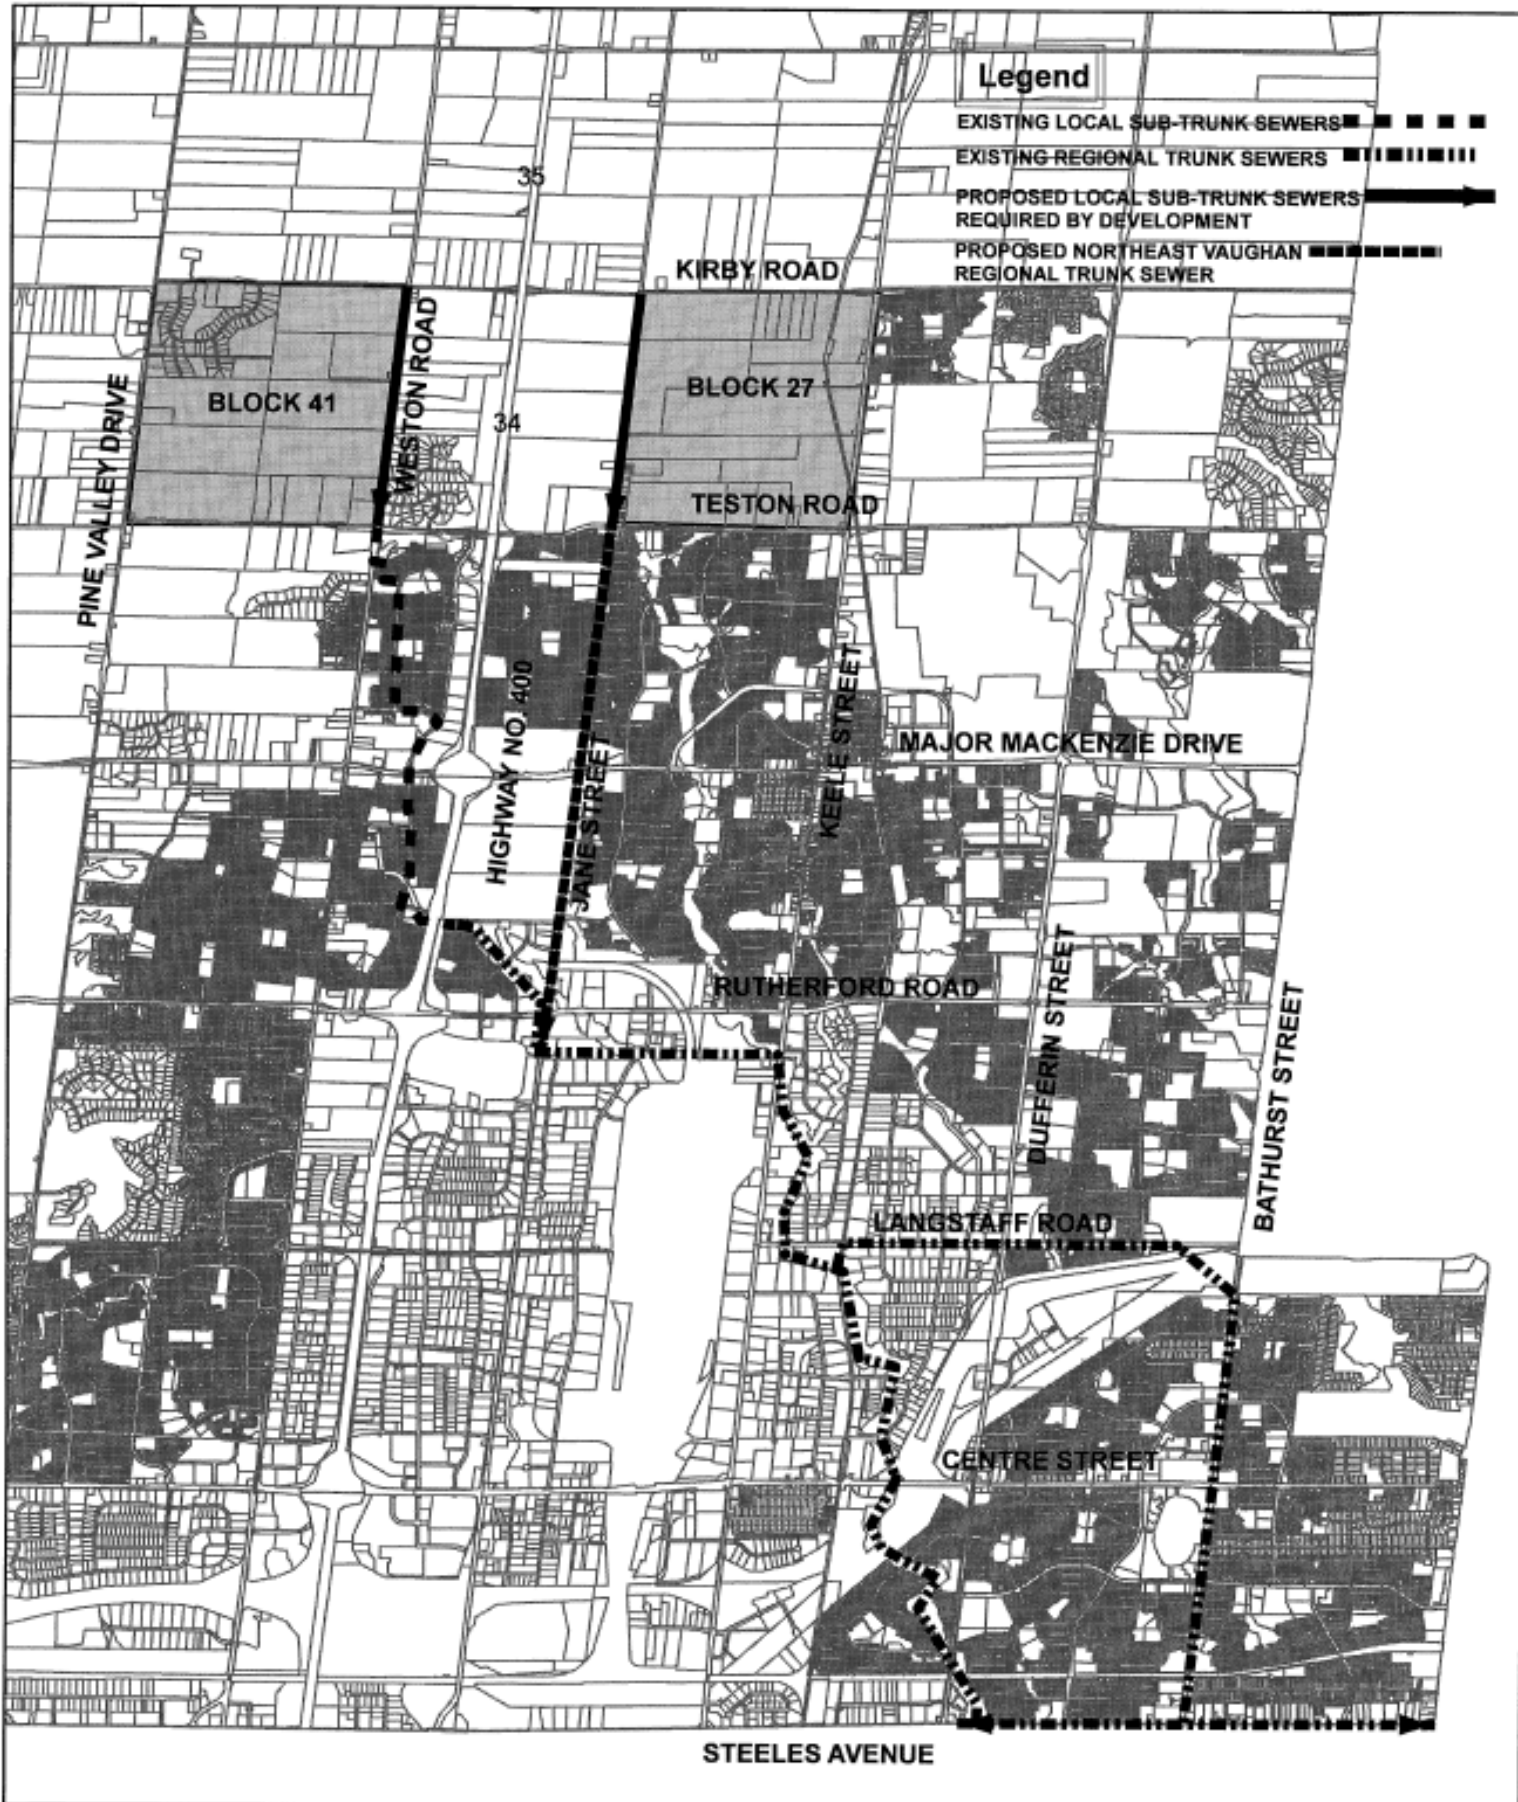 Legend
EXISTING LOCAL SUB-TRUNK SEWERS
EXISTING REGIONAL TRUNK SEWERS
PROPOSED LOCAL SUB-TRUNK SEWERS
REQUIRED BY DEVELOPMENT
PROPOSED NORTHEAST VAUGHAN
REGIONAL TRUNK SEWER
35
KIRBY ROAD
WESTON ROAD
BLOCK 41
BLOCK 27
34
PINE VALLEY DRIVE
TESTON ROAD
HIGHWAY NO. 400
JANE STREET
KEELE STREET
MAJOR MACKENZIE DRIVE
RUTHERFORD ROAD
DUFFERIN STREET
BATHURST STREET
LANGSTAFF ROAD
CENTRE STREET
STEELES AVENUE